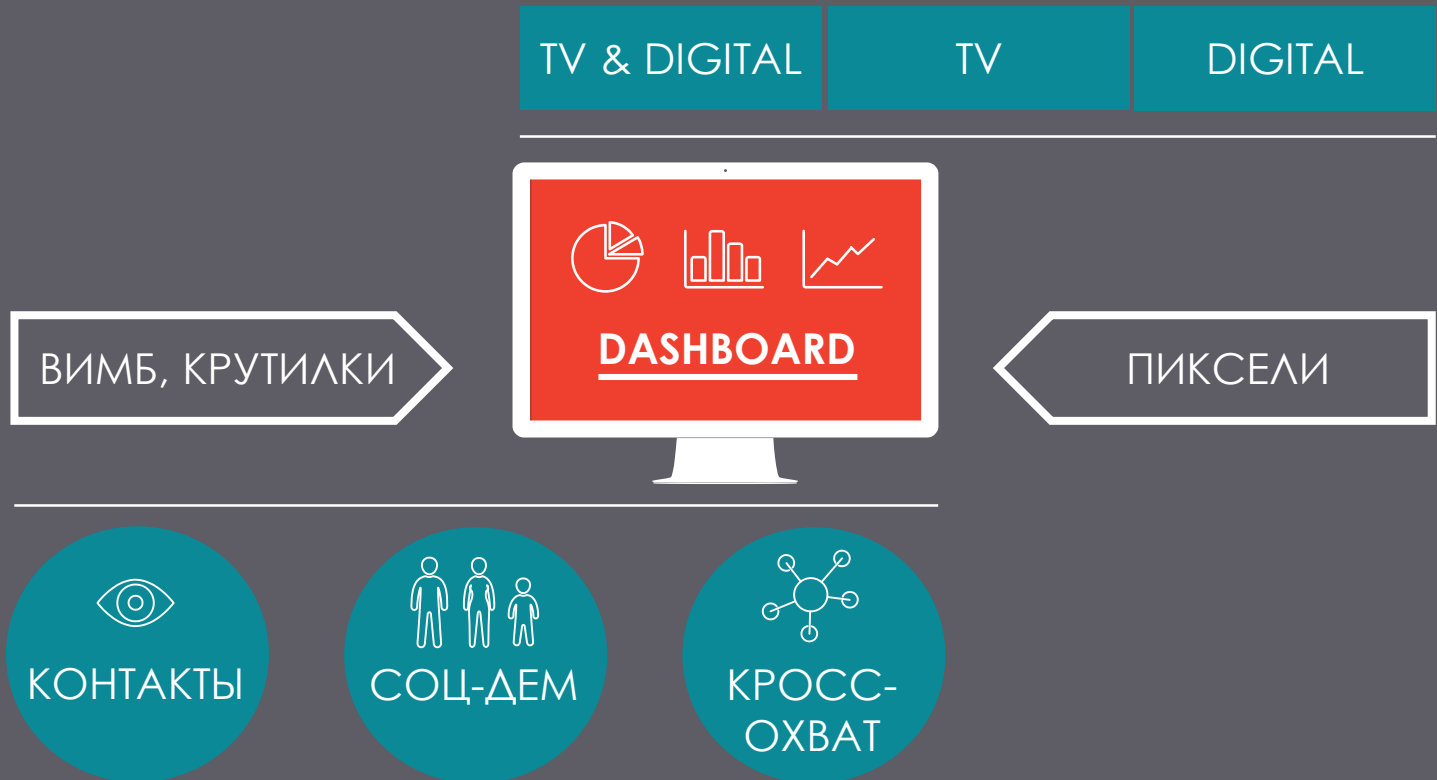 TV & DIGITAL
TV
DIGITAL
DASHBOARD
ВИМБ, КРУТИЛКИ
ПИКСЕЛИ
КОНТАКТЫ
СОЦ-ДЕМ
КРОСС-
ОХВАТ